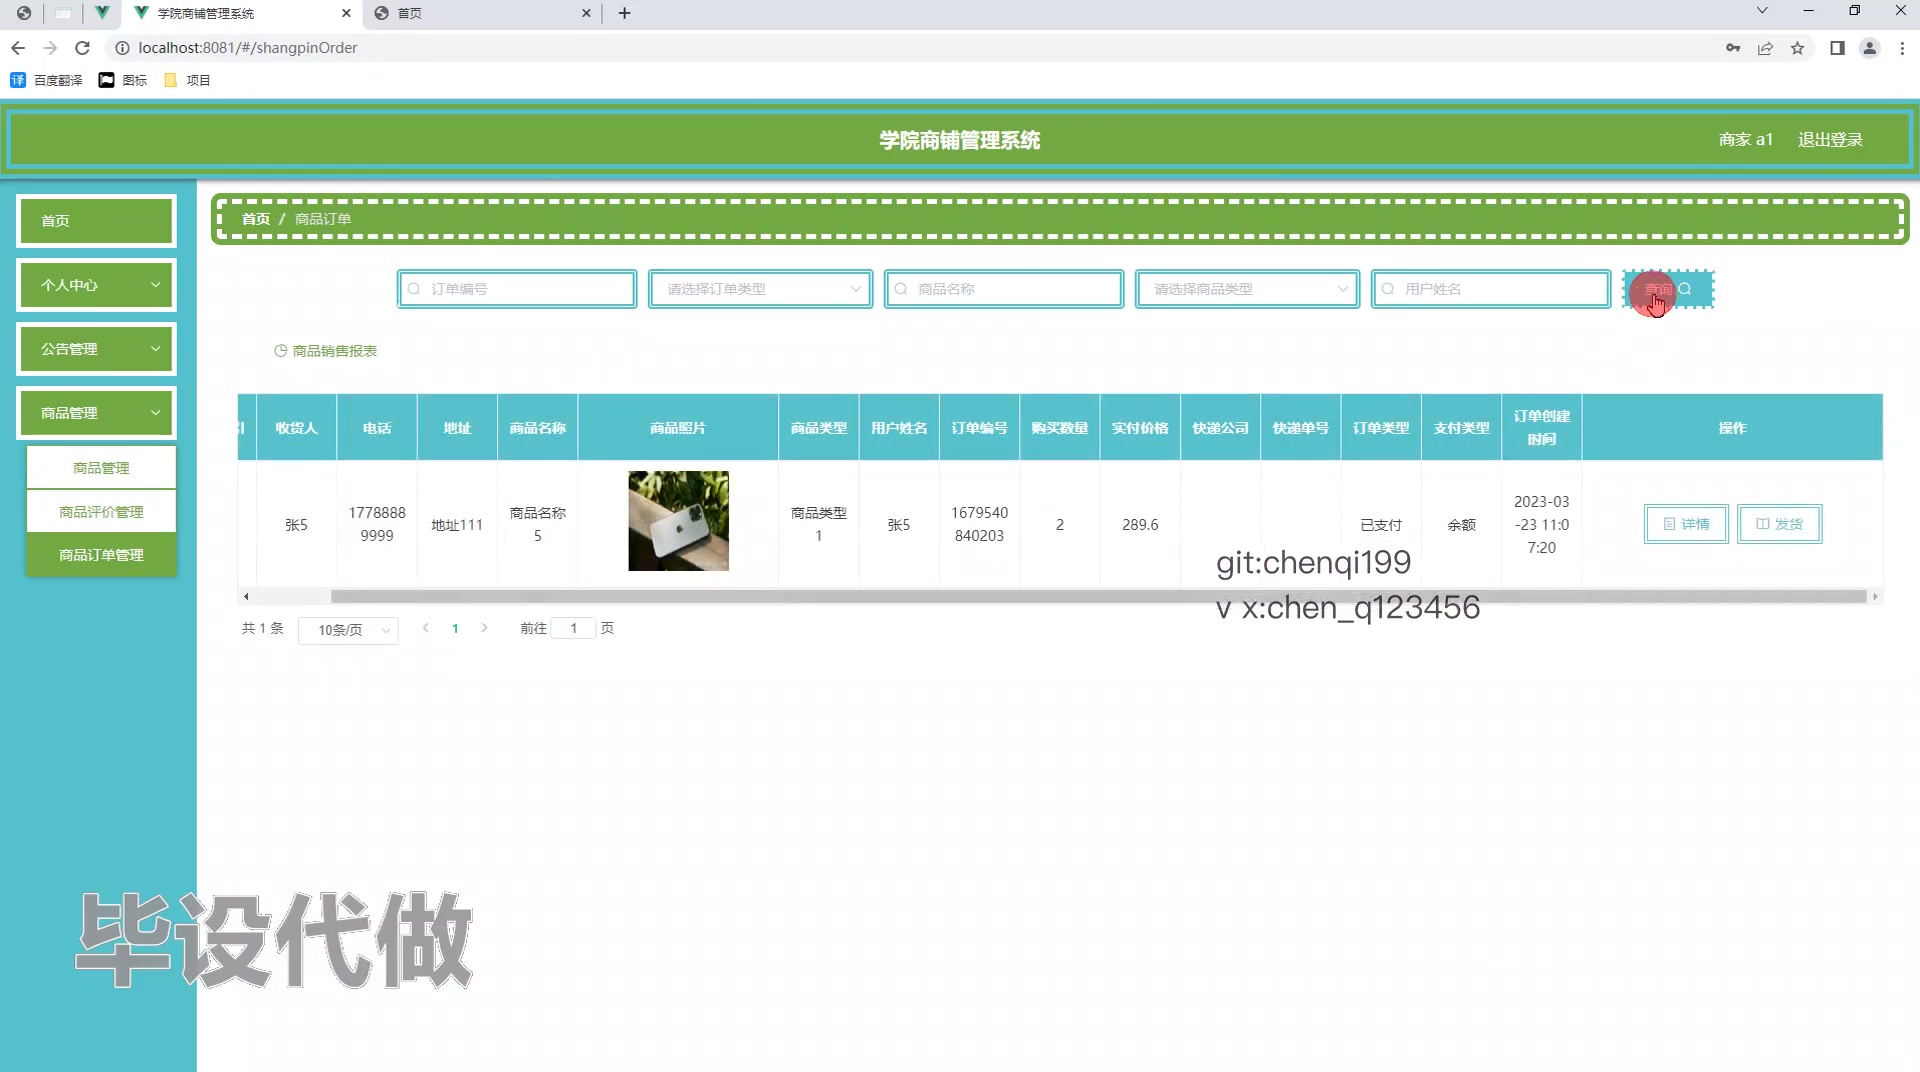 学院商铺管理系统
首页
localhost:8081/#/shangpinOrder
百度翻译
图标
项目
学院商铺管理系统
商家 a1
退出登录
首页
个人中心
公告管理
商品管理
商品管理
商品评价管理
商品订单管理
首页 / 商品订单
订单编号
请选择订单类型
商品名称
请选择商品类型
用户姓名
查询
商品销售报表
收货人 电话 地址 商品名称 商品照片 商品类型 用户姓名 订单编号 购买数量 实付价格 快递公司 快递单号 订单类型 支付类型 订单创建 操作
时间
张5
1778888
9999
地址111
商品名称
5
商品类型
1
张5
1679540
840203
2
289.6
已支付
余额
2023-03
-23 11:0
7:20
详情
发货
git:chenqi199
v x:chen_q123456
共 1 条
10条/页
1
前往 1 页
毕设代做